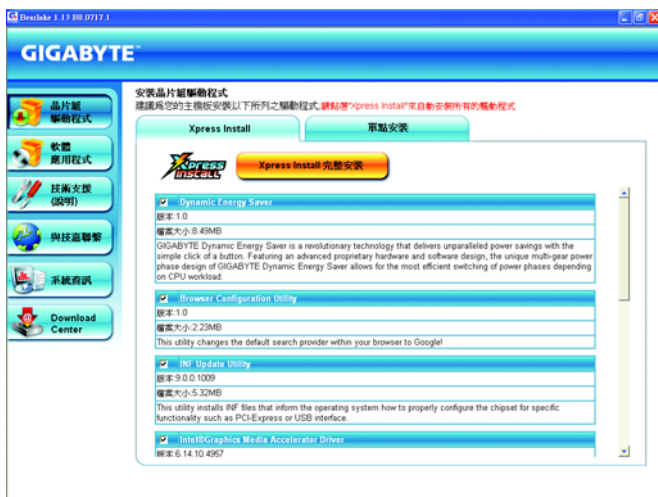 Bearlake 1.13 B8.0717.1
GIGABYTE™
晶片組
驅動程式
軟體
應用程式
技術支援
(說明)
與技嘉聯繫
系統資訊
Download
Center
安裝晶片組驅動程式
建議為您的主機板安裝以下所列之驅動程式,請點選"Xpress Install"來自動安裝所有的驅動程式
Xpress Install
單點安裝
Xpress
INSTALL
Xpress Install 完整安裝
Dynamic Energy Saver
版本:1.0
檔案大小:8.49MB
GIGABYTE Dynamic Energy Saver is a revolutionary technology that delivers unparalleled power savings with the
simple click of a button. Featuring an advanced proprietary hardware and software design, the unique multi-gear power
phase design of GIGABYTE Dynamic Energy Saver allows for the most efficient switching of power phases depending
on CPU workload.
Browser Configuration Utility
版本:1.0
檔案大小:2.23MB
This utility changes the default search provider within your browser to Google!
INF Update Utility
版本:9.0.0.1009
檔案大小:5.32MB
This utility installs INF files that inform the operating system how to properly configure the chipset for specific
functionality such as PCI-Express or USB interface.
Intel®Graphics Media Accelerator Driver
版本:6.14.10.4957